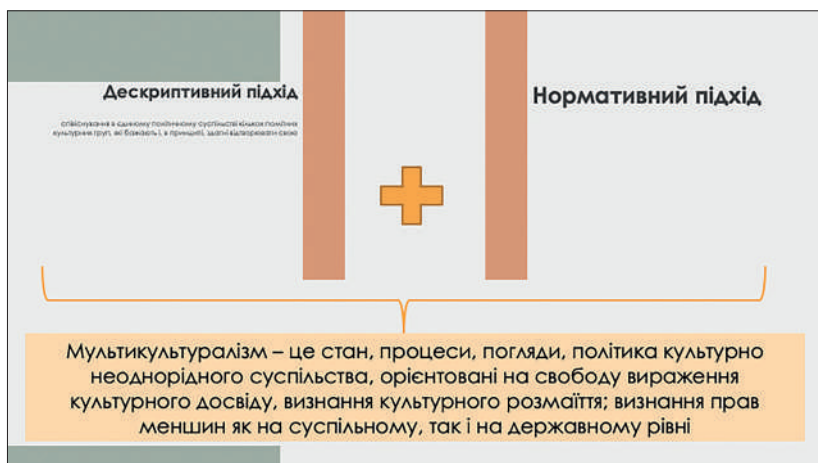 Дескриптивний підхід
співіснування в єдиному політичному суспільстві кількох помітних
культурних груп, які бажають і, в принципі, здатні відтворювати свою
Нормативний підхід
Мультикультуралізм – це стан, процеси, погляди, політика культурно
неоднорідного суспільства, орієнтовані на свободу вираження
культурного досвіду, визнання культурного розмаїття; визнання прав
меншин як на суспільному, так і на державному рівні